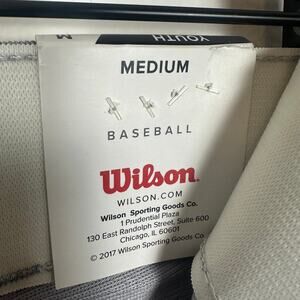 YOUTH
M
MEDIUM
BASEBALL
Wilson.
WILSON.COM
Wilson Sporting Goods Co.
1 Prudential Plaza
130 East Randolph Street, Suite 600
Chicago, IL 60601
© 2017 Wilson Sporting Goods Co.